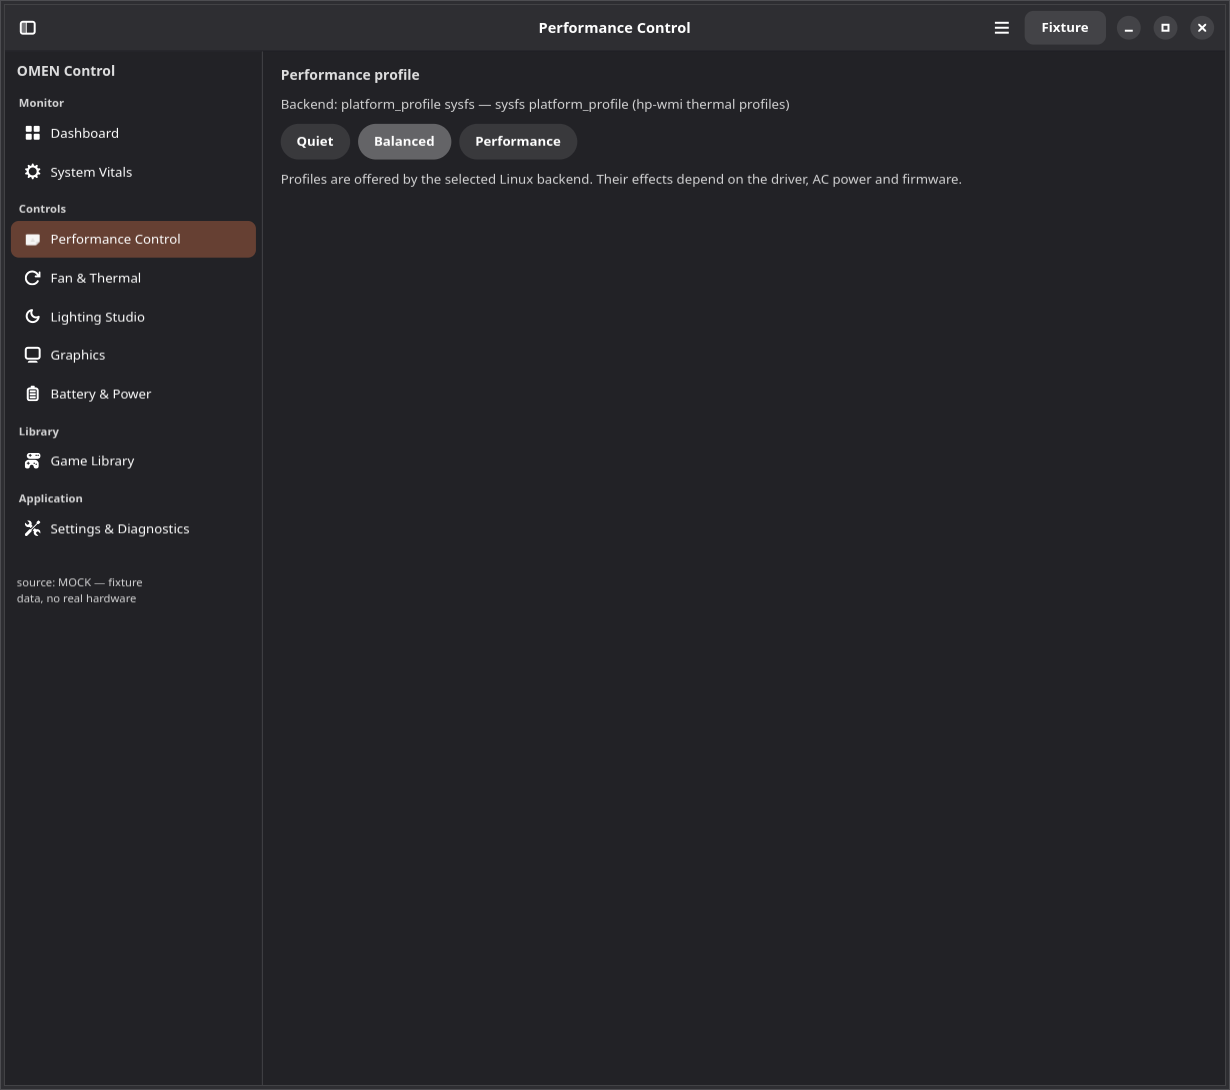 Performance Control
Fixture
OMEN Control
Monitor
Dashboard
System Vitals
Controls
Performance Control
Fan & Thermal
Lighting Studio
Graphics
Battery & Power
Library
Game Library
Application
Settings & Diagnostics
source: MOCK — fixture
data, no real hardware
Performance profile
Backend: platform_profile sysfs — sysfs platform_profile (hp-wmi thermal profiles)
Quiet Balanced Performance
Profiles are offered by the selected Linux backend. Their effects depend on the driver, AC power and firmware.